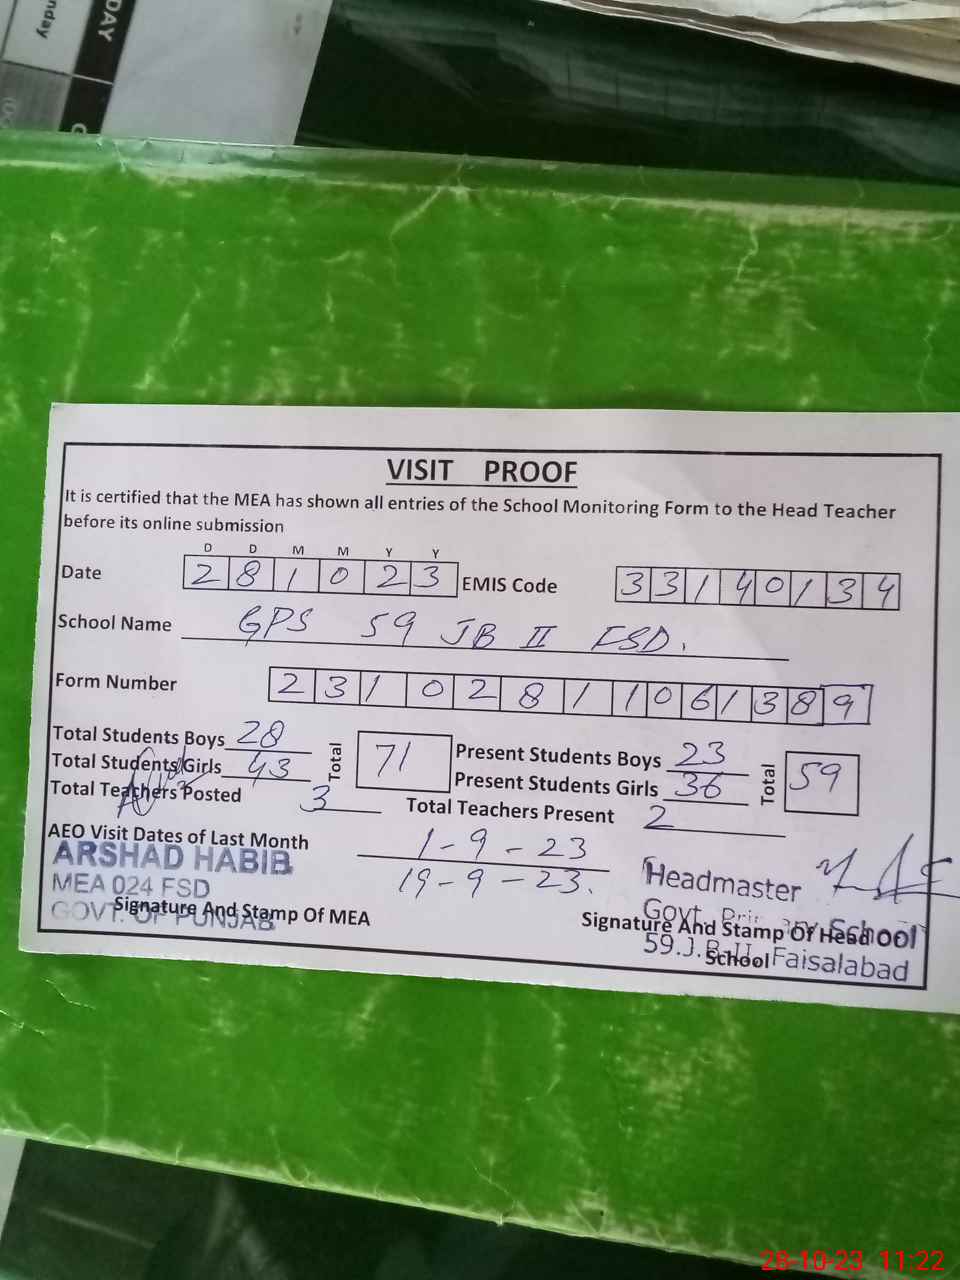 DAY
nday
VISIT PROOF
It is certified that the MEA has shown all entries of the School Monitoring Form to the Head Teacher
before its online submission
D D M M Y Y
Date 2 8 1 0 2 3 EMIS Code 3 3 1 4 0 1 3 4
School Name GPS 59 JB II FSD.
Form Number 2 3 1 0 2 8 1 1 0 6 1 3 8 9
Total Students Boys 28 Total 71 Present Students Boys 23 Total 59
Total Students Girls 43 Present Students Girls 36
Total Teachers Posted 3 Total Teachers Present 2
AEO Visit Dates of Last Month 1-9-23
19-9-23.
ARSHAD HABIB
MEA 024 FSD
GOVT. OF PUNJAB
Signature And Stamp Of MEA
Headmaster
Govt. Primary School
59.J.B-II, Faisalabad
Signature And Stamp Of Head
School
28-10-23 11:22